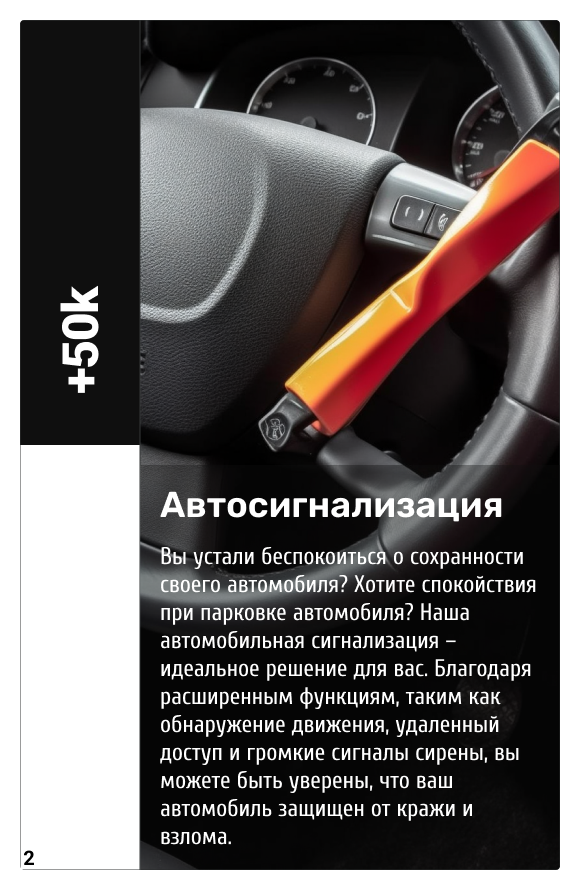 +50k
Автосигнализация
Вы устали беспокоиться о сохранности
своего автомобиля? Хотите спокойствия
при парковке автомобиля? Наша
автомобильная сигнализация –
идеальное решение для вас. Благодаря
расширенным функциям, таким как
обнаружение движения, удаленный
доступ и громкие сигналы сирены, вы
можете быть уверены, что ваш
автомобиль защищен от кражи и
взлома.
2